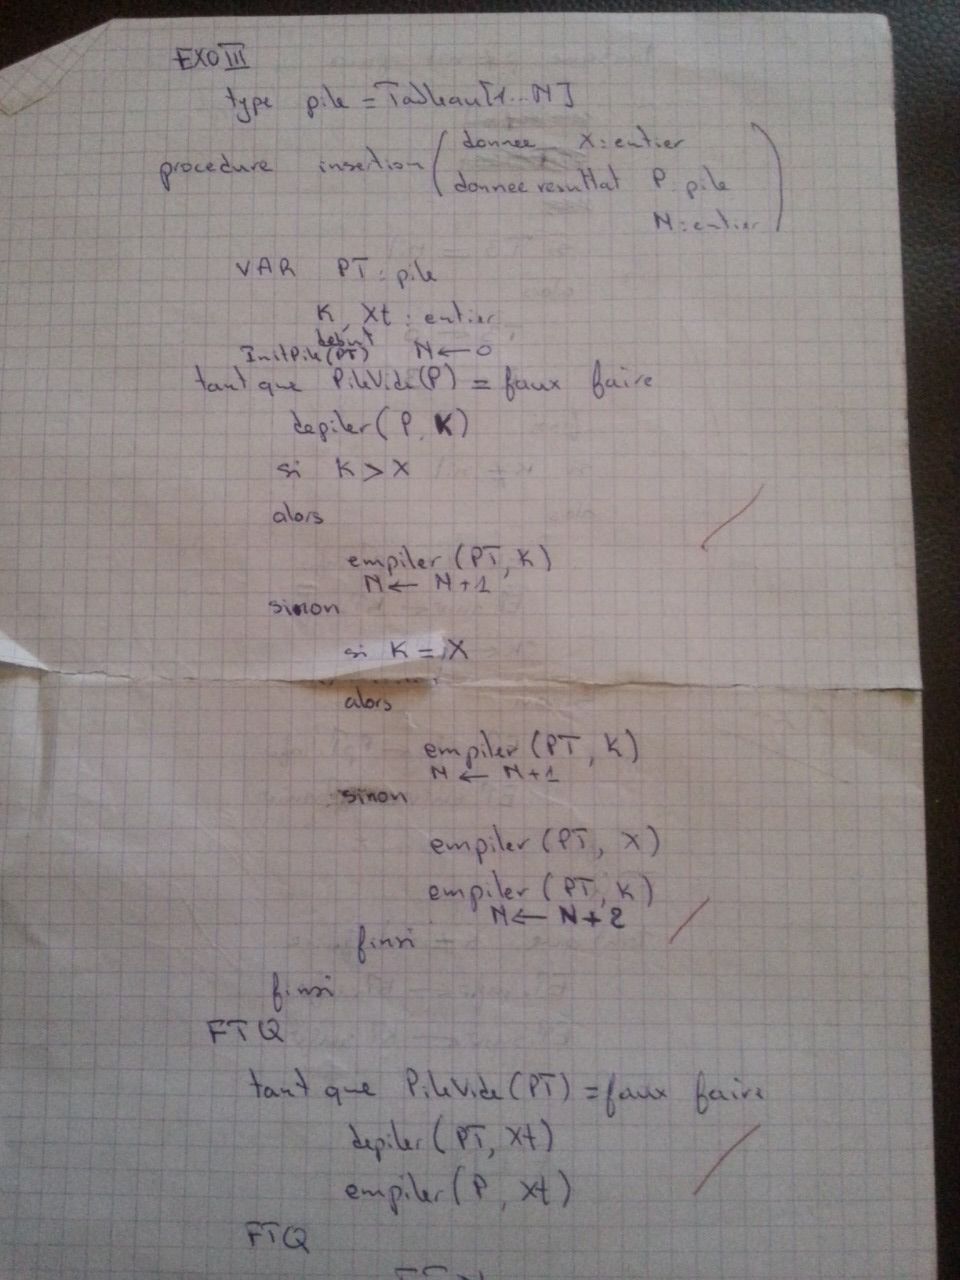 EXO III
type pile = Tableau[1...N]
procedure insertion ( donnee X : entier
donnee resultat P : pile
N : entier )
VAR PT : pile
K, Xt : entier
debut
InitPile(PT) N ← 0
tant que PileVide(P) = faux faire
depiler(P, K)
si K > X
alors
empiler (PT, K)
N ← N+1
sinon
si K = X
alors
empiler (PT, K)
N ← N+1
sinon
empiler (PT, X)
empiler (PT, K)
N ← N+2
finsi
finsi
FTQ
tant que PileVide(PT) = faux faire
depiler(PT, Xt)
empiler(P, Xt)
FTQ